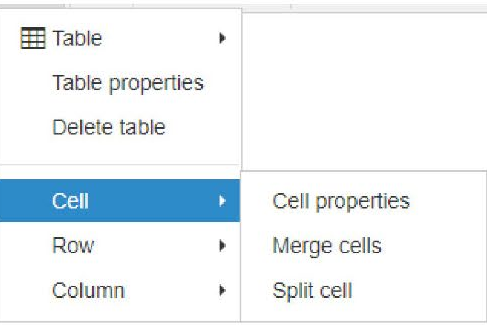 Table
Table properties
Delete table
Cell
Row
Column
Cell properties
Merge cells
Split cell